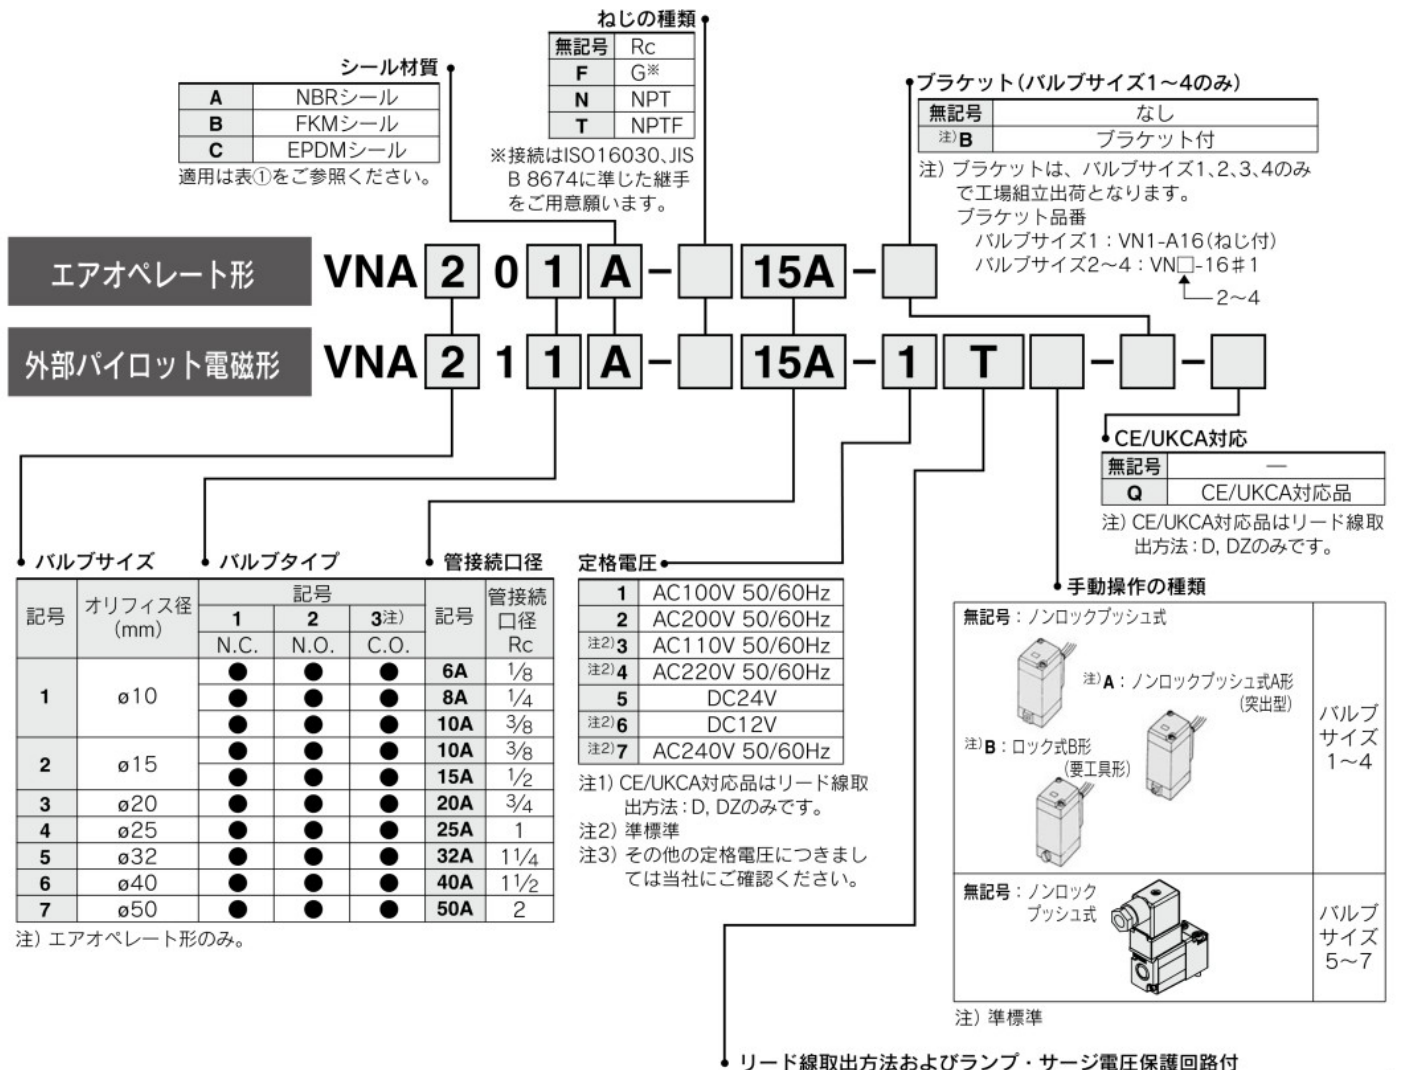 ねじの種類
無記号 Rc
F G※
N NPT
T NPTF
※接続はISO16030、JIS
B 8674に準じた継手
をご用意願います。
シール材質
A NBRシール
B FKMシール
C EPDMシール
適用は表①をご参照ください。
ブラケット(バルブサイズ1〜4のみ)
無記号 なし
注)B ブラケット付
注) ブラケットは、バルブサイズ1、2、3、4のみ
で工場組立出荷となります。
ブラケット品番
バルブサイズ1：VN1-A16(ねじ付)
バルブサイズ2〜4：VN□-16♯1
2〜4
エアオペレート形 VNA 2 0 1 A - □ 15A - □
外部パイロット電磁形 VNA 2 1 1 A - □ 15A - 1 T □ - □ - □
CE/UKCA対応
無記号 —
Q CE/UKCA対応品
注) CE/UKCA対応品はリード線取
出方法：D, DZのみです。
バルブサイズ
バルブタイプ
管接続口径
記号 オリフィス径(mm) 記号 記号 管接続口径Rc
1 2 3注)
N.C. N.O. C.O.
1 ø10 ● ● ● 6A 1/8
● ● ● 8A 1/4
● ● ● 10A 3/8
2 ø15 ● ● ● 10A 3/8
● ● ● 15A 1/2
3 ø20 ● ● ● 20A 3/4
4 ø25 ● ● ● 25A 1
5 ø32 ● ● ● 32A 1 1/4
6 ø40 ● ● ● 40A 1 1/2
7 ø50 ● ● ● 50A 2
注) エアオペレート形のみ。
定格電圧
1 AC100V 50/60Hz
2 AC200V 50/60Hz
注2)3 AC110V 50/60Hz
注2)4 AC220V 50/60Hz
5 DC24V
注2)6 DC12V
注2)7 AC240V 50/60Hz
注1) CE/UKCA対応品はリード線取
出方法：D, DZのみです。
注2) 準標準
注3) その他の定格電圧につきまし
ては当社にご確認ください。
手動操作の種類
無記号：ノンロックプッシュ式
注)A：ノンロックプッシュ式A形
(突出型)
注)B：ロック式B形
(要工具形)
バルブ
サイズ
1〜4
無記号：ノンロック
プッシュ式
バルブ
サイズ
5〜7
注) 準標準
リード線取出方法およびランプ・サージ電圧保護回路付